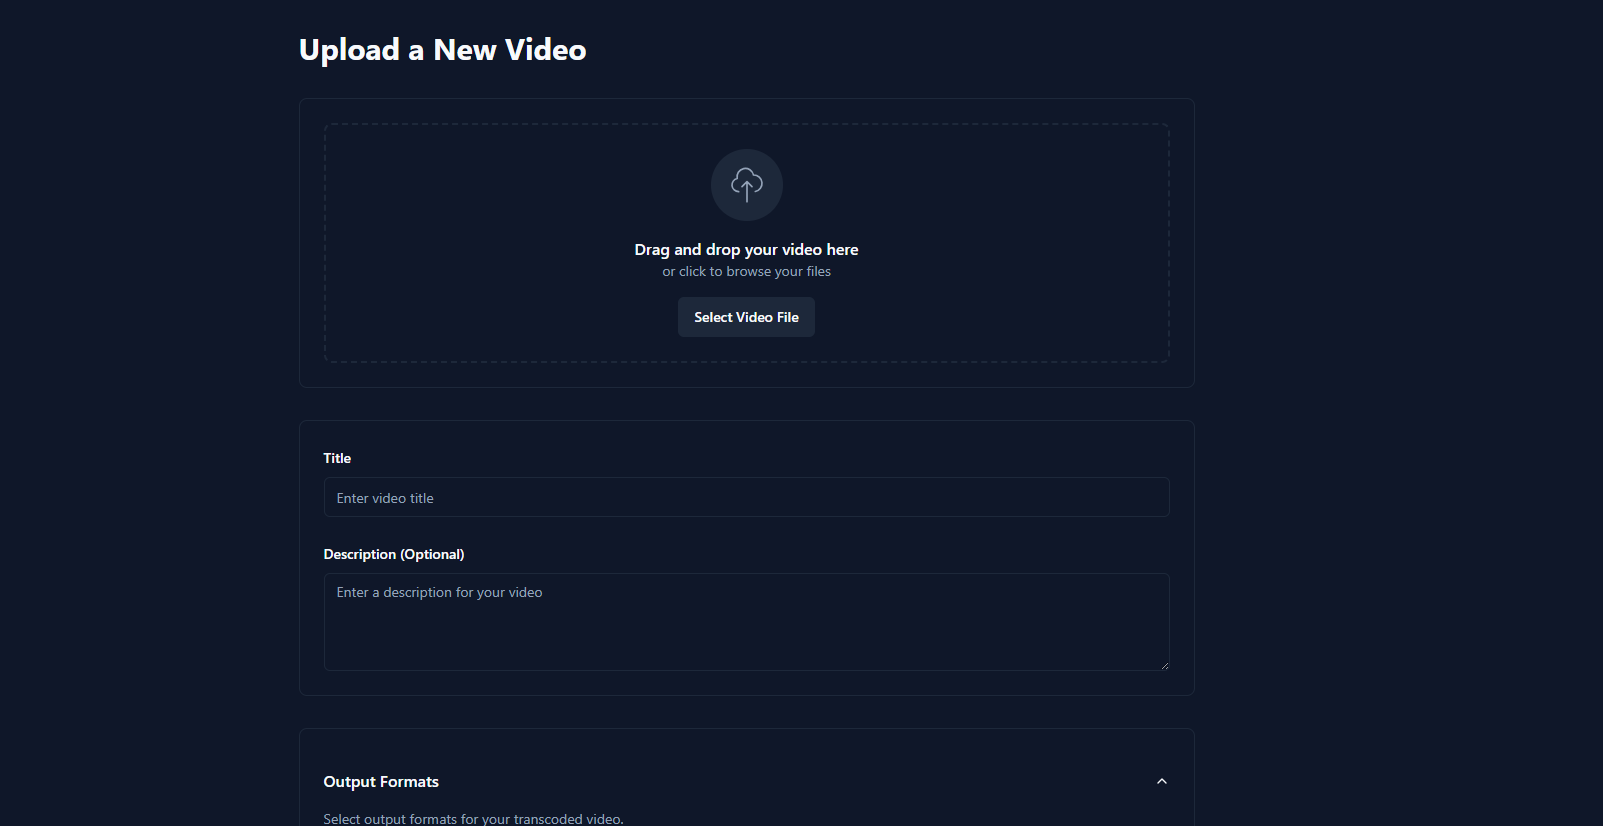 Upload a New Video
Drag and drop your video here
or click to browse your files
Select Video File
Title
Enter video title
Description (Optional)
Enter a description for your video
Output Formats
Select output formats for your transcoded video.